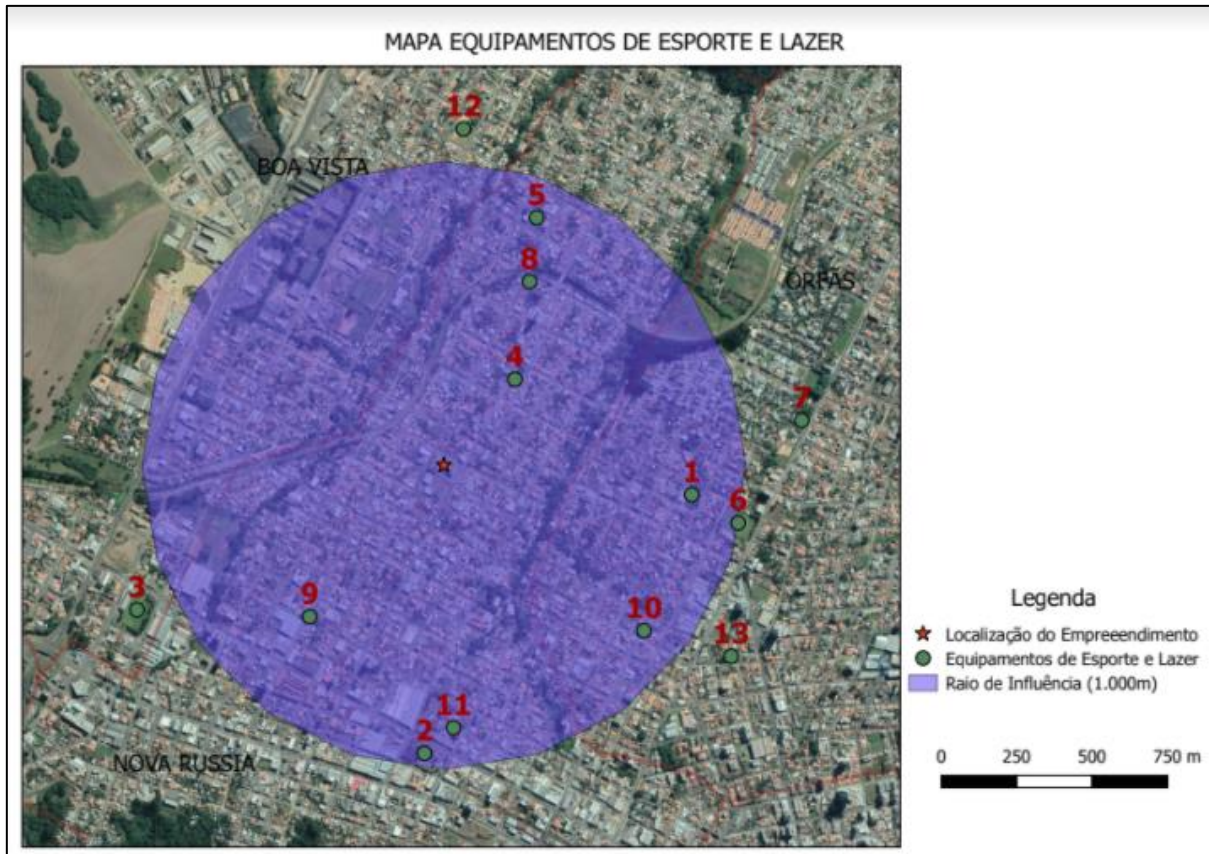 MAPA EQUIPAMENTOS DE ESPORTE E LAZER
12
BOA VISTA
5
8
ÓRFÃS
4
7
1
6
3
9
10
13
11
2
NOVA RUSSIA
Legenda
Localização do Empreeendimento
Equipamentos de Esporte e Lazer
Raio de Influência (1.000m)
0 250 500 750 m